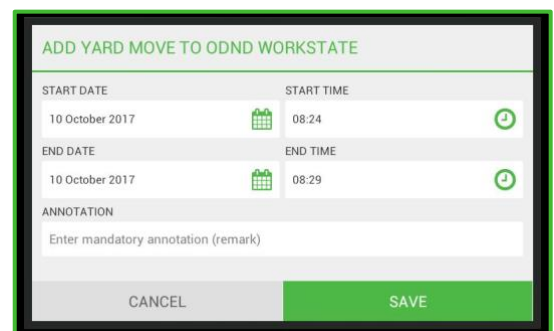 ADD YARD MOVE TO ODND WORKSTATE
START DATE START TIME
10 October 2017 08:24
END DATE END TIME
10 October 2017 08:29
ANNOTATION
Enter mandatory annotation (remark)
CANCEL SAVE